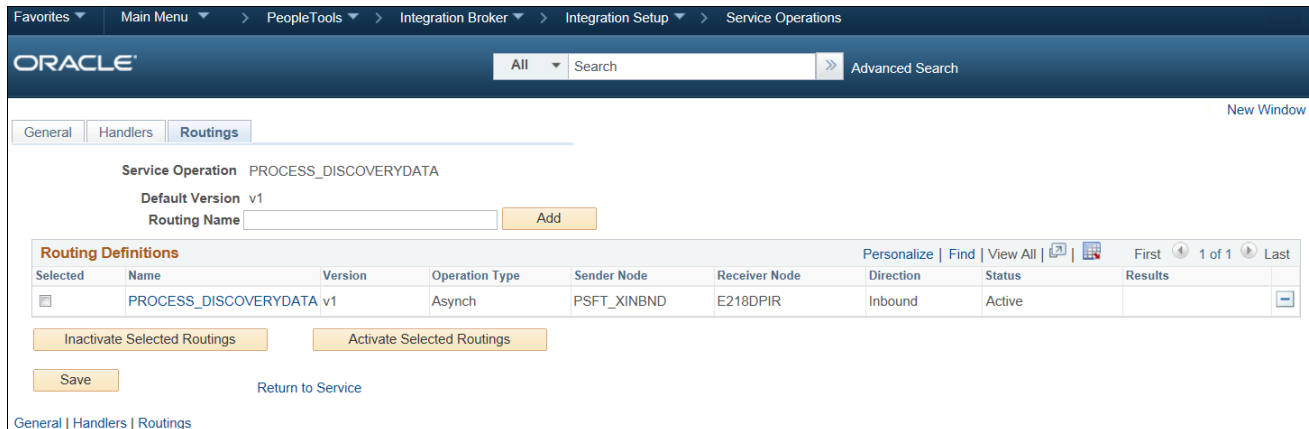 Favorites Main Menu > PeopleTools > Integration Broker > Integration Setup > Service Operations
ORACLE All Search » Advanced Search
New Window
General Handlers Routings
Service Operation PROCESS_DISCOVERYDATA
Default Version v1
Routing Name Add
Routing Definitions Personalize | Find | View All | | First 1 of 1 Last
Selected Name Version Operation Type Sender Node Receiver Node Direction Status Results
PROCESS_DISCOVERYDATA v1 Asynch PSFT_XINBND E218DPIR Inbound Active
Inactivate Selected Routings Activate Selected Routings
Save Return to Service
General | Handlers | Routings